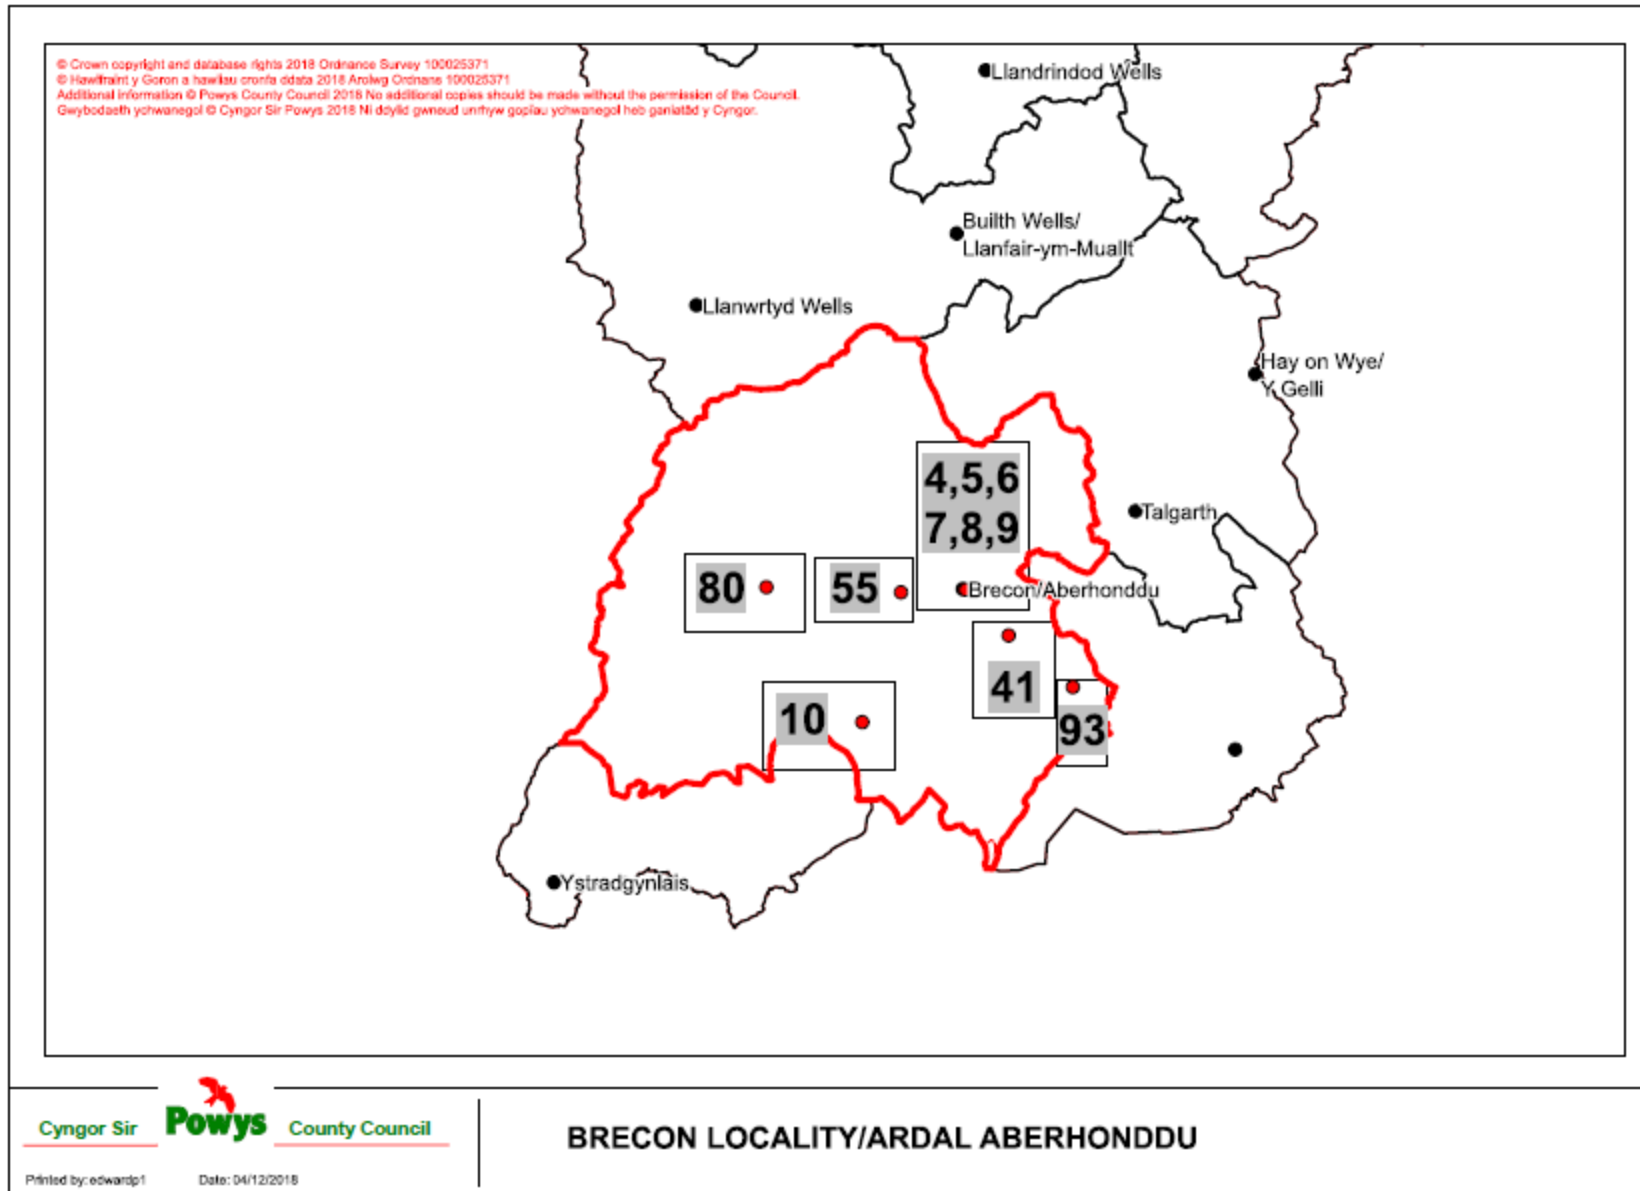 © Crown copyright and database rights 2018 Ordnance Survey 100025371
© Hawlfraint y Goron a hawliau cronfa ddata 2018 Arolwg Ordnans 100025371
Additional information © Powys County Council 2018 No additional copies should be made without the permission of the Council.
Gwybodaeth ychwanegol © Cyngor Sir Powys 2018 Ni ddylid gwneud unrhyw gopïau ychwanegol heb ganiatâd y Cyngor.
Llandrindod Wells
Builth Wells/
Llanfair-ym-Muallt
Llanwrtyd Wells
Hay on Wye/
Y Gelli
4,5,6
7,8,9
Talgarth
80
55
Brecon/Aberhonddu
41
10
93
Ystradgynlais
Cyngor Sir Powys County Council
BRECON LOCALITY/ARDAL ABERHONDDU
Printed by: edwardp1 Date: 04/12/2018